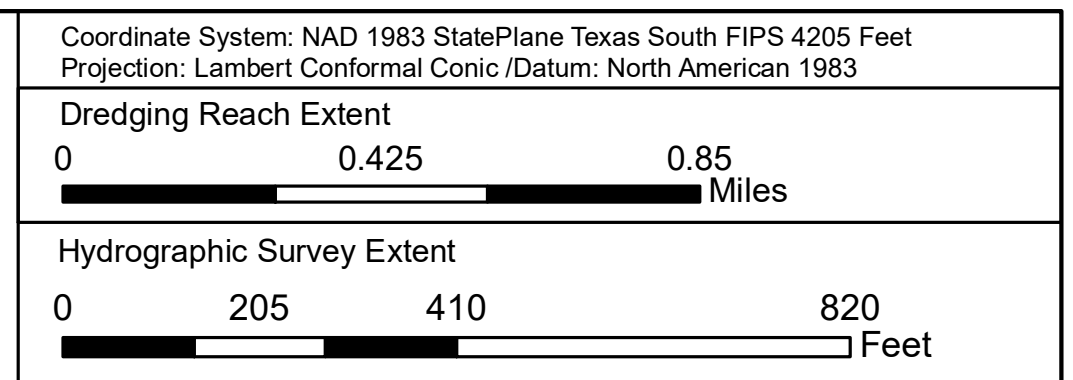 Coordinate System: NAD 1983 StatePlane Texas South FIPS 4205 Feet
Projection: Lambert Conformal Conic /Datum: North American 1983
Dredging Reach Extent
0 0.425 0.85
Miles
Hydrographic Survey Extent
0 205 410 820
Feet